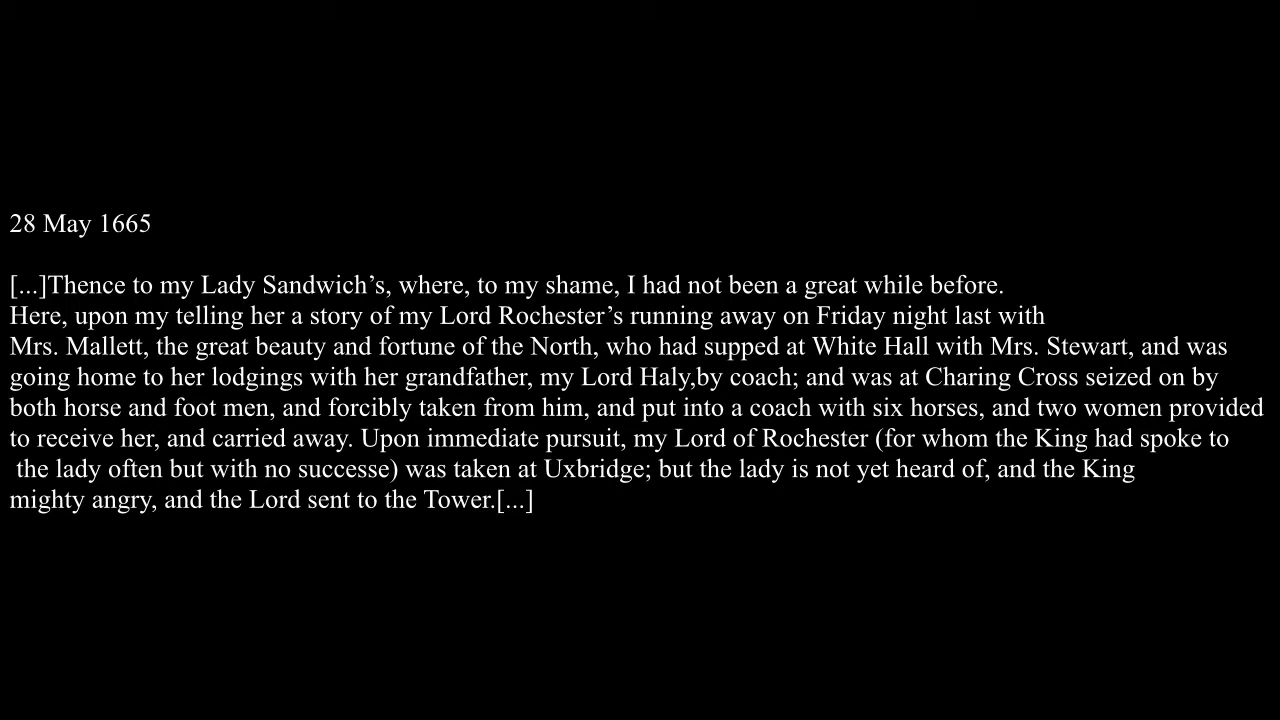 28 May 1665
[...]Thence to my Lady Sandwich’s, where, to my shame, I had not been a great while before.
Here, upon my telling her a story of my Lord Rochester’s running away on Friday night last with
Mrs. Mallett, the great beauty and fortune of the North, who had supped at White Hall with Mrs. Stewart, and was
going home to her lodgings with her grandfather, my Lord Haly,by coach; and was at Charing Cross seized on by
both horse and foot men, and forcibly taken from him, and put into a coach with six horses, and two women provided
to receive her, and carried away. Upon immediate pursuit, my Lord of Rochester (for whom the King had spoke to
the lady often but with no successe) was taken at Uxbridge; but the lady is not yet heard of, and the King
mighty angry, and the Lord sent to the Tower.[...]